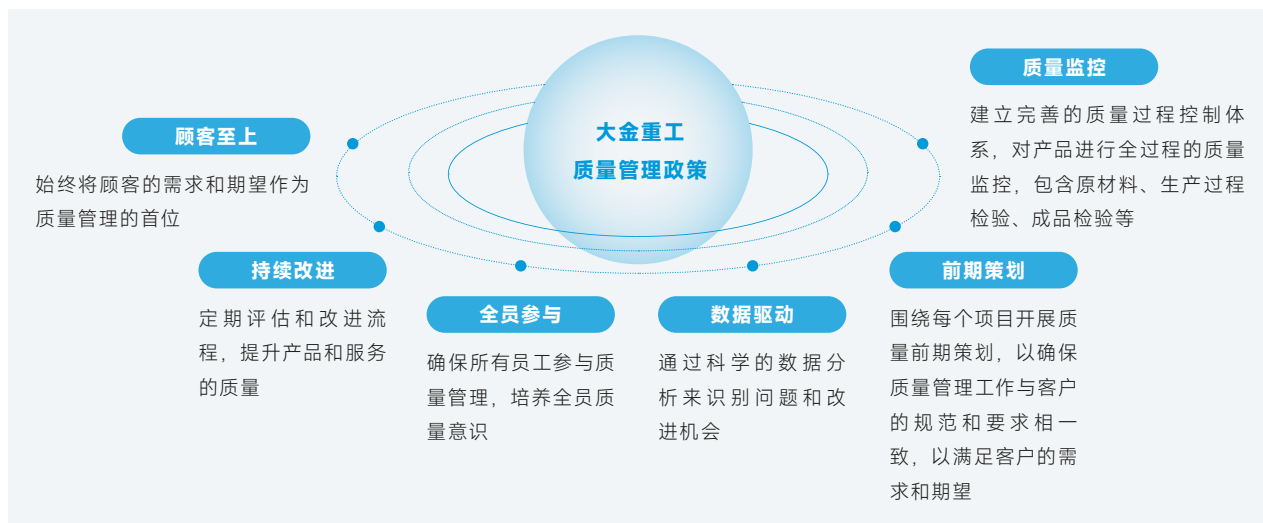 大金重工
质量管理政策
顾客至上
始终将顾客的需求和期望作为
质量管理的首位
持续改进
定期评估和改进流
程，提升产品和服务
的质量
全员参与
确保所有员工参与质
量管理，培养全员质
量意识
数据驱动
通过科学的数据分
析来识别问题和改
进机会
前期策划
围绕每个项目开展质
量前期策划，以确保
质量管理工作与客户
的规范和要求相一
致，以满足客户的需
求和期望
质量监控
建立完善的质量过程控制体
系，对产品进行全过程的质量
监控，包含原材料、生产过程
检验、成品检验等